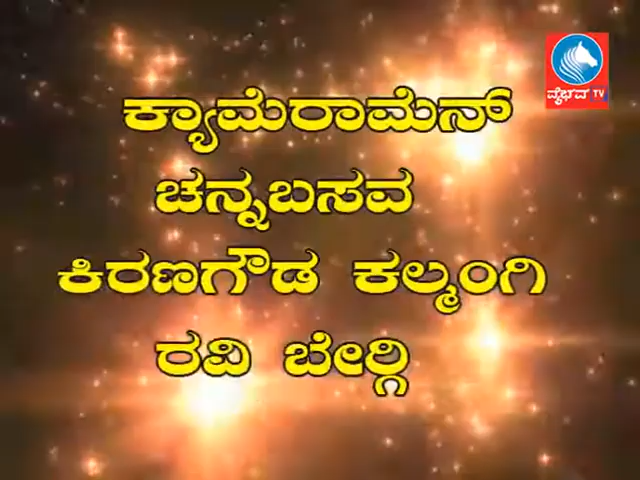 ವೈಭವ TV
ಕ್ಯಾಮೆರಾಮೆನ್
ಚನ್ನಬಸವ
ಕಿರಣಗೌಡ ಕಲ್ಮಂಗಿ
ರವಿ ಬೇರ್ಗಿ